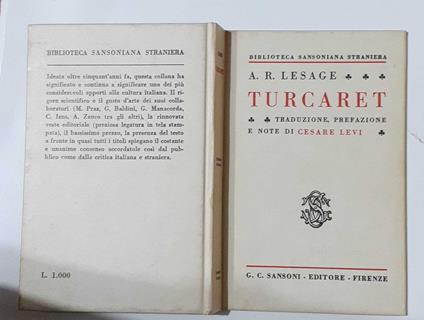 BIBLIOTECA SANSONIANA STRANIERA
Ideata oltre cinquant'anni fa, questa collana ha
significato e continua a significare uno dei più
considerevoli apporti alla cultura italiana. Il ri-
gore scientifico e il gusto d'arte dei suoi colla-
boratori (M. Praz, G. Baldini, G. Manacorda,
C. Izzo, A. Zanco tra gli altri), la rinnovata
veste editoriale (preziosa legatura in tela stam-
pata), il bassissimo prezzo, la presenza del testo
a fronte in quasi tutti i titoli spiegano il costante
e unanime consenso accordatole così dal pub-
blico come dalla critica italiana e straniera.
L. 1.000
BIBLIOTECA SANSONIANA STRANIERA
A. R. LESAGE
TURCARET
TRADUZIONE, PREFAZIONE
E NOTE DI CESARE LEVI
G. C. SANSONI - EDITORE - FIRENZE